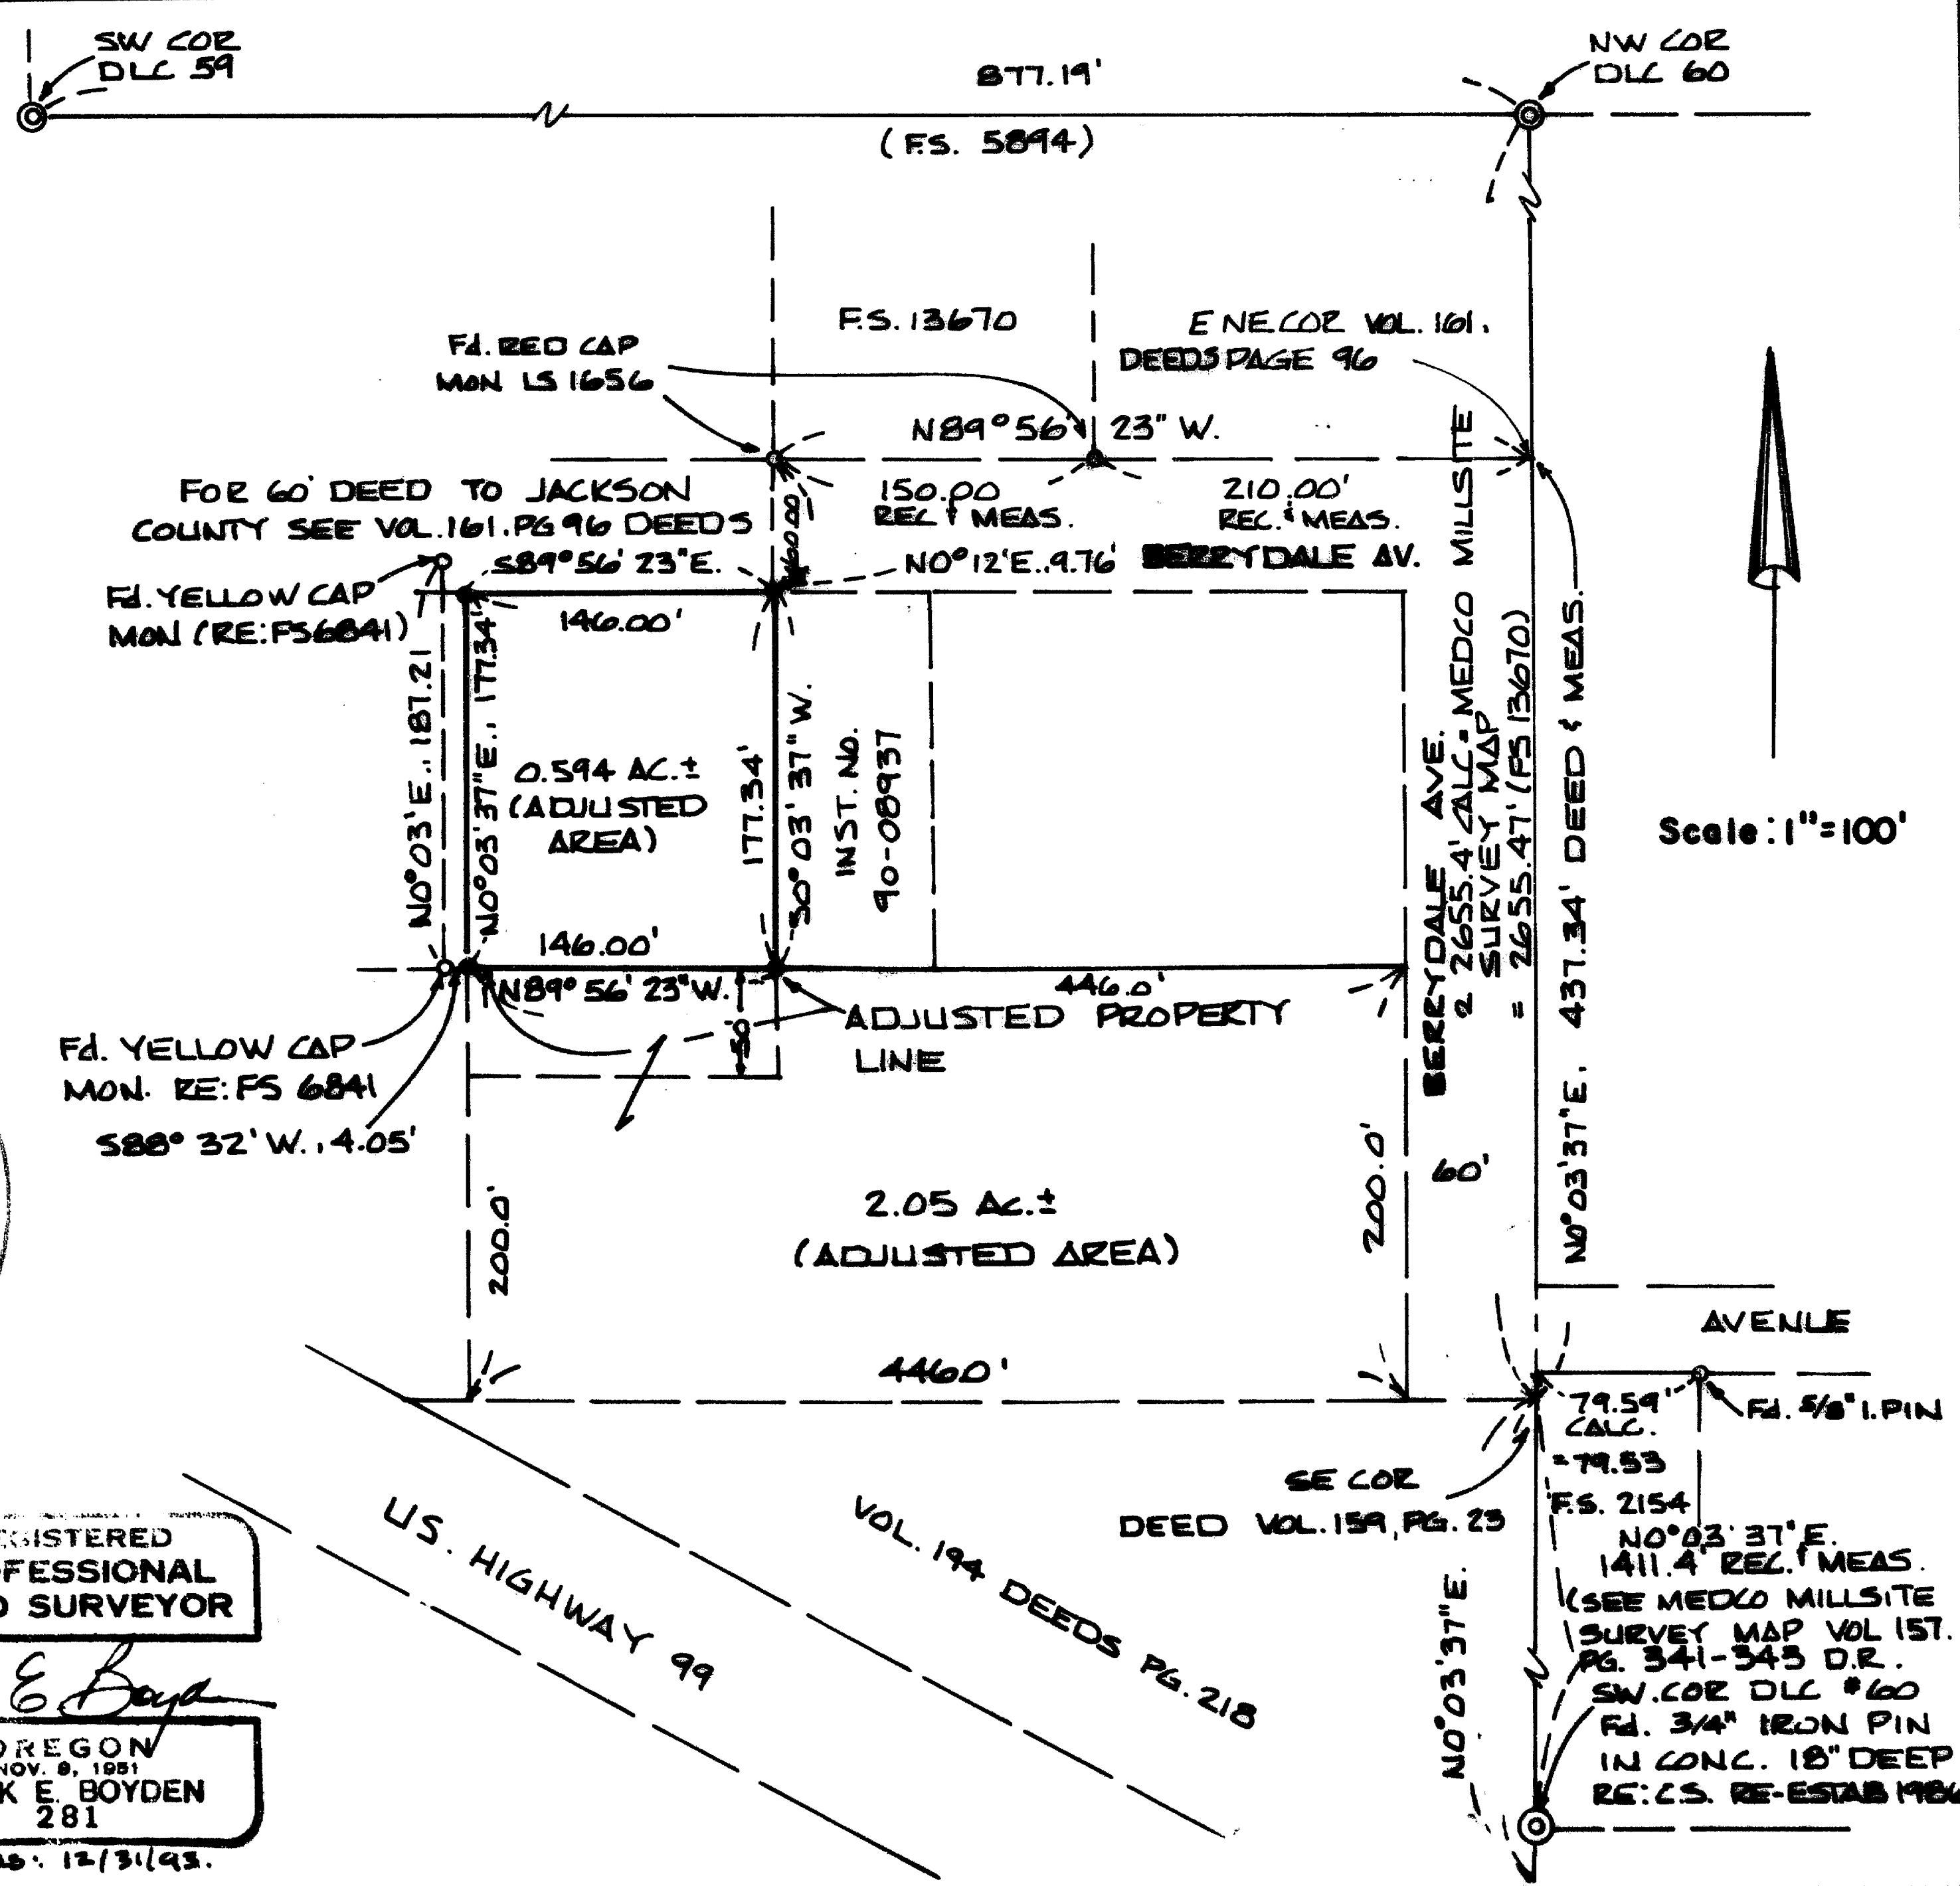 SW COR
DLC 59
877.19'
(F.S. 5894)
NW COR
DLC 60
F.S. 13670
E NE COR VOL. 161.
DEEDS PAGE 96
Fd. RED CAP
MON LS 1656
N89°56' 23" W.
FOR 60' DEED TO JACKSON
COUNTY SEE VOL. 161. PG 96 DEEDS
60.00
150.00
REC & MEAS.
210.00'
REC. & MEAS.
S89°56' 23"E.
N0°12'E..9.76'
BERRYDALE AV.
Fd. YELLOW CAP
MON (RE: FS6841)
146.00'
N0°03'E.. 187.21
N0°03'37"E.. 177.34'
0.594 AC.±
(ADJUSTED
AREA)
177.34'
S0°03'37"W.
INST. NO.
90-08937
BERRYDALE AVE.
2 2655.4' CALC = MEDCO MILLSITE
SURVEY MAP
= 2655.47' (FS 13670)
N0°03'37"E. 437.34' DEED & MEAS.
Scale: 1"=100'
146.00'
N89°56' 23"W.
446.0'
50
ADJUSTED PROPERTY
LINE
Fd. YELLOW CAP
MON. RE: FS 6841
S88° 32' W., 4.05'
200.0'
2.05 Ac.±
(ADJUSTED AREA)
200.0'
60'
446.0'
AVENUE
79.59'
CALC.
=79.53
F.S. 2154
Fd. 5/8" I. PIN
SE COR
DEED VOL. 159, PG. 23
U.S. HIGHWAY 99
VOL. 194 DEEDS PG. 218
N0°03'37"E.
N0°03'37"E.
1411.4' REC. & MEAS.
(SEE MEDCO MILLSITE
SURVEY MAP VOL 157.
PG. 341-343 D.R.
SW. COR DLC #60
Fd. 3/4" IRON PIN
IN CONC. 18" DEEP
RE: C.S. RE-ESTAB 1986
GISTERED
FESSIONAL
SURVEYOR
E Boyden
OREGON
NOV. 9, 1951
K E. BOYDEN
281
12/31/93.